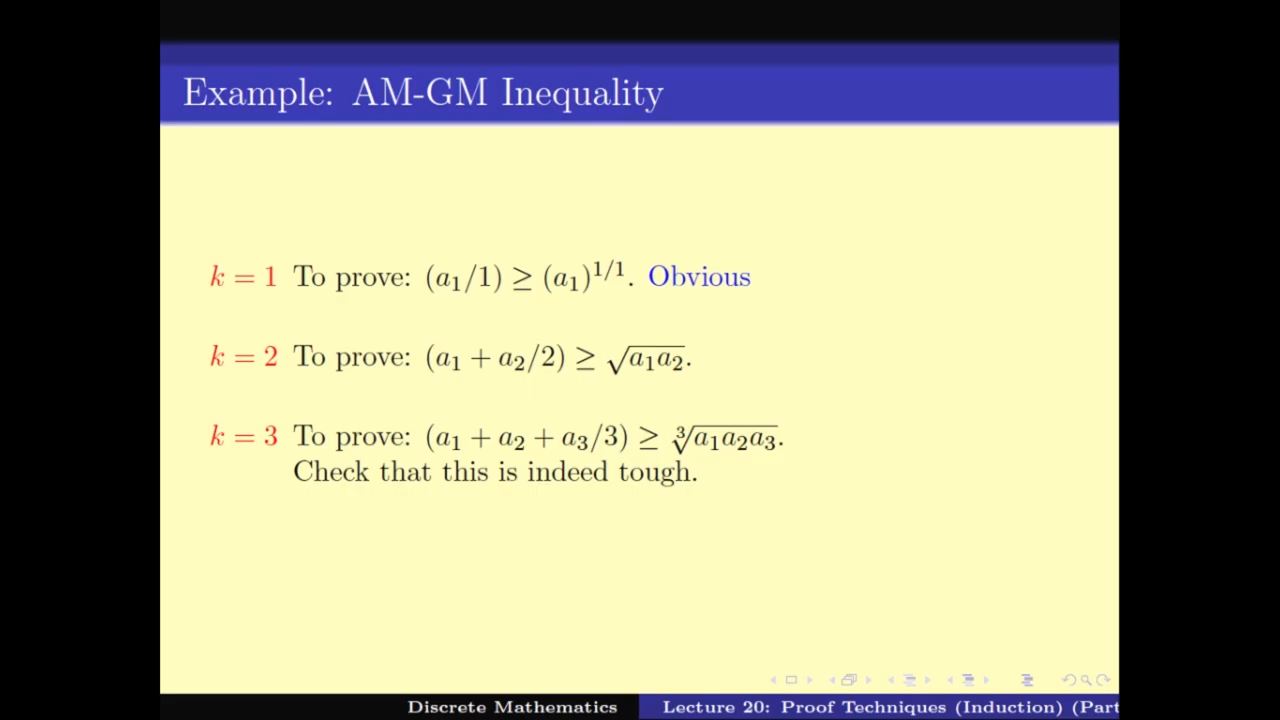 Example: AM-GM Inequality
k = 1 To prove: (a₁/1) ≥ (a₁)^{1/1}. Obvious
k = 2 To prove: (a₁ + a₂/2) ≥ √(a₁a₂).
k = 3 To prove: (a₁ + a₂ + a₃/3) ≥ ∛(a₁a₂a₃).
Check that this is indeed tough.
Discrete Mathematics Lecture 20: Proof Techniques (Induction) (Part